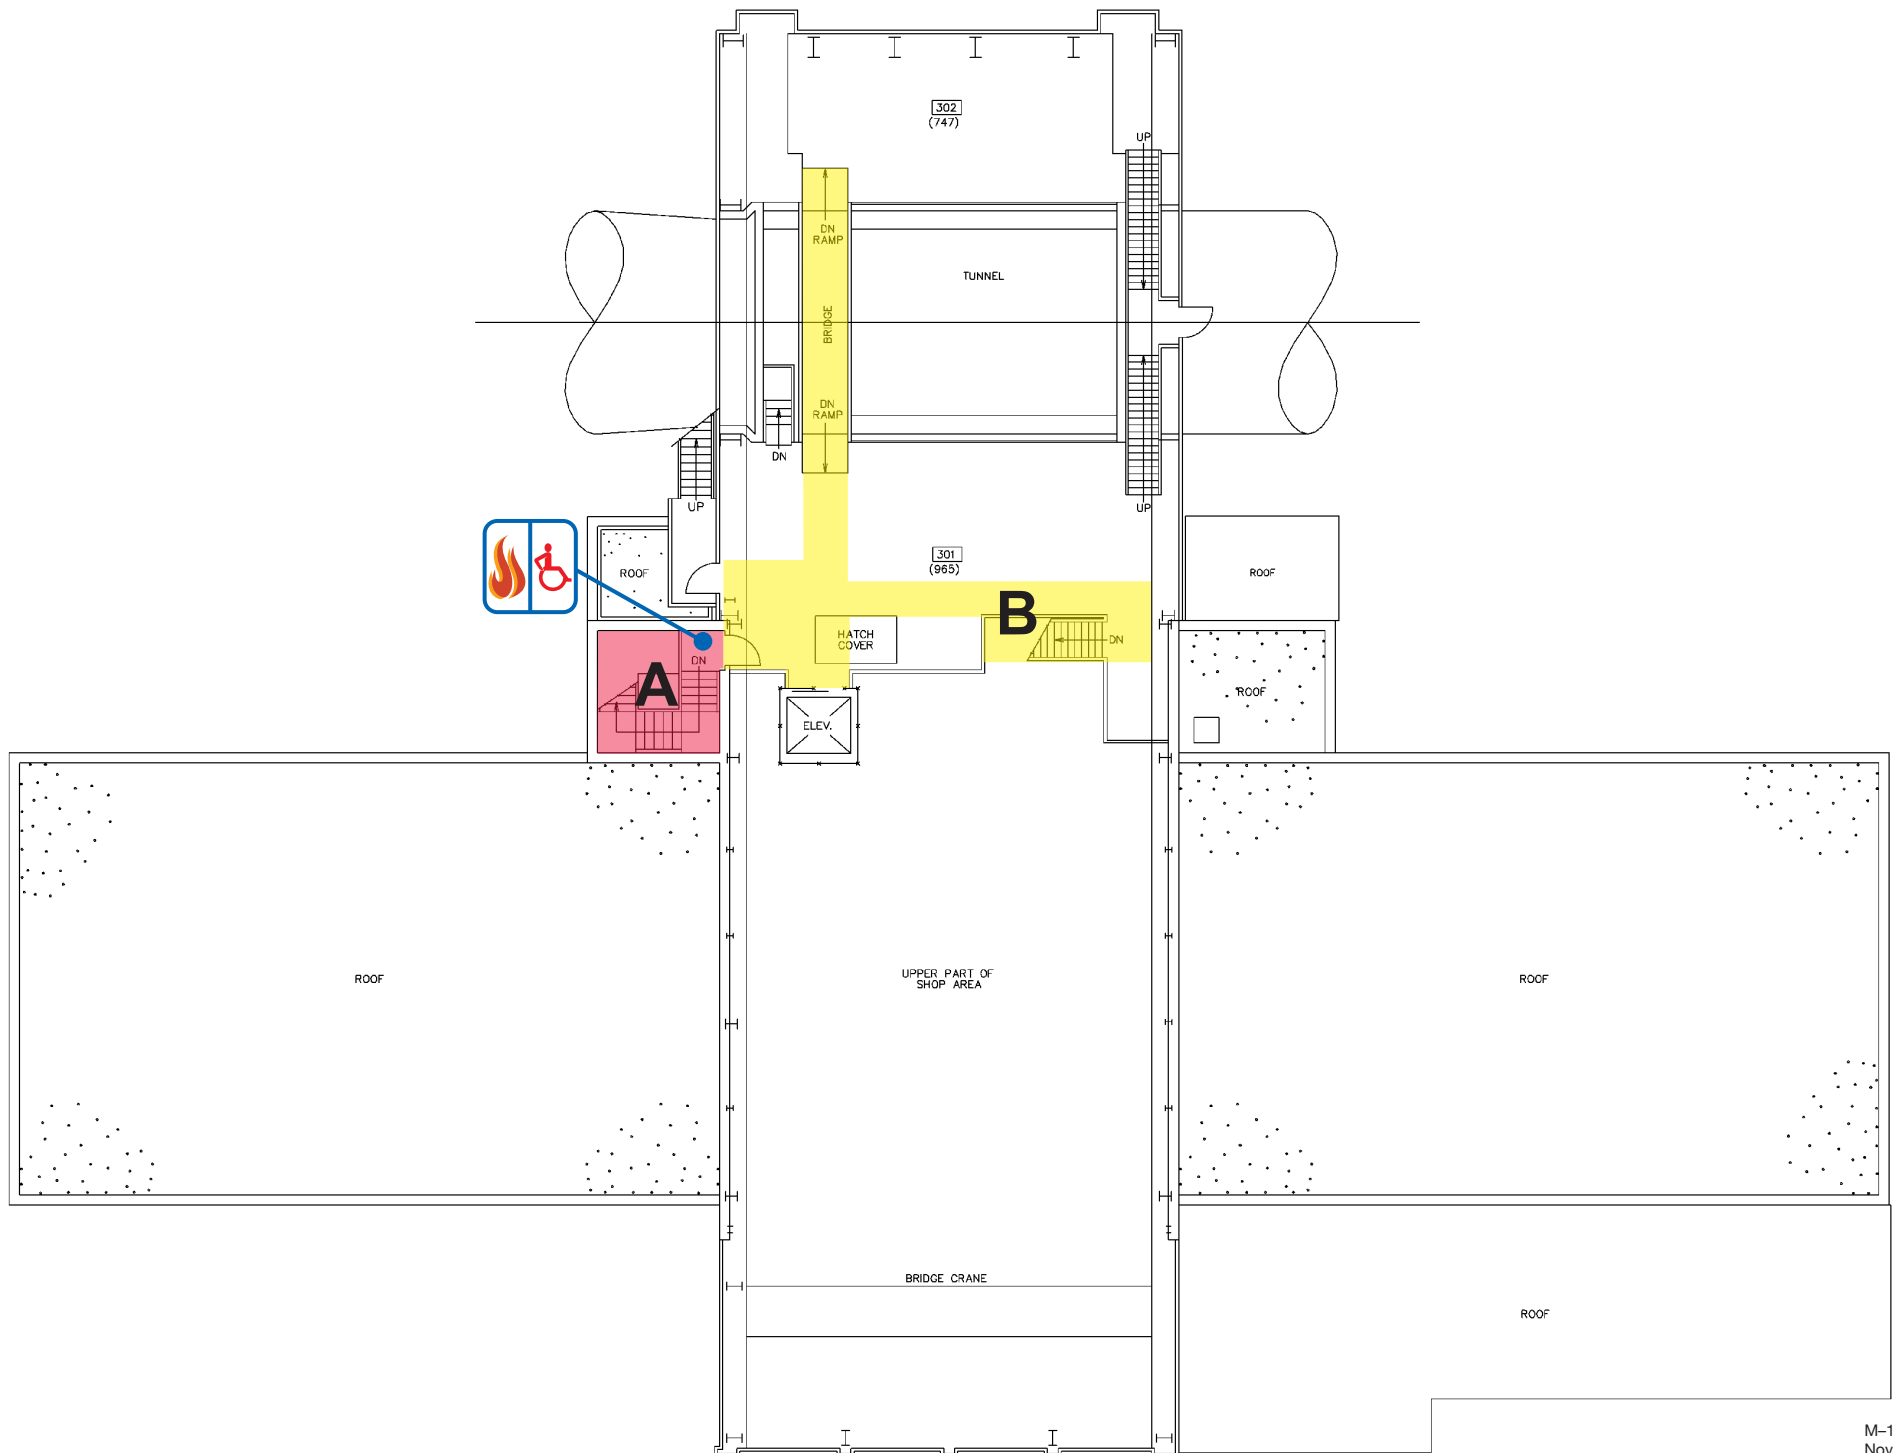 302
(747)
UP
DN
RAMP
TUNNEL
BRIDGE
DN
RAMP
DN
UP
UP
301
(965)
ROOF
ROOF
B
HATCH
COVER
DN
DN
A
ROOF
ELEV.
ROOF
UPPER PART OF
SHOP AREA
ROOF
BRIDGE CRANE
ROOF
M-1
Nov